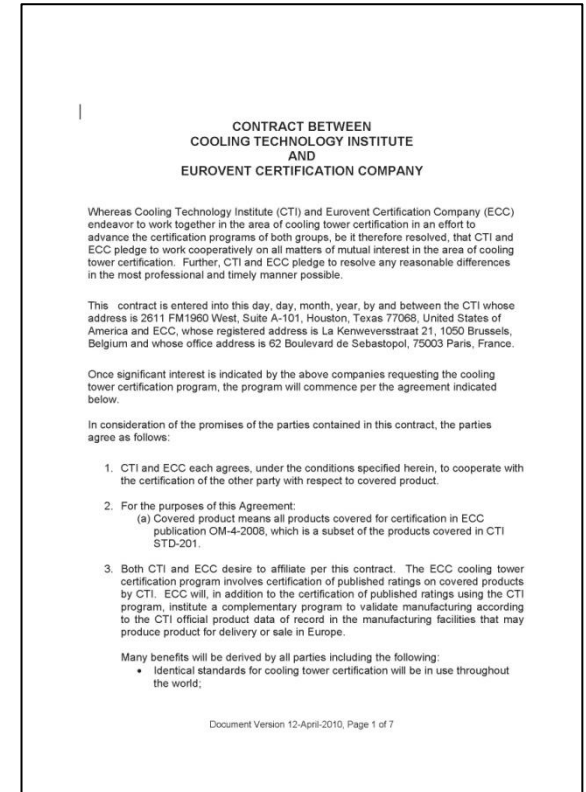 CONTRACT BETWEEN
COOLING TECHNOLOGY INSTITUTE
AND
EUROVENT CERTIFICATION COMPANY
Whereas Cooling Technology Institute (CTI) and Eurovent Certification Company (ECC)
endeavor to work together in the area of cooling tower certification in an effort to
advance the certification programs of both groups, be it therefore resolved, that CTI and
ECC pledge to work cooperatively on all matters of mutual interest in the area of cooling
tower certification. Further, CTI and ECC pledge to resolve any reasonable differences
in the most professional and timely manner possible.
This contract is entered into this day, day, month, year, by and between the CTI whose
address is 2611 FM1960 West, Suite A-101, Houston, Texas 77068, United States of
America and ECC, whose registered address is La Kenweversstraat 21, 1050 Brussels,
Belgium and whose office address is 62 Boulevard de Sebastopol, 75003 Paris, France.
Once significant interest is indicated by the above companies requesting the cooling
tower certification program, the program will commence per the agreement indicated
below.
In consideration of the promises of the parties contained in this contract, the parties
agree as follows:
1. CTI and ECC each agrees, under the conditions specified herein, to cooperate with
the certification of the other party with respect to covered product.
2. For the purposes of this Agreement:
(a) Covered product means all products covered for certification in ECC
publication OM-4-2008, which is a subset of the products covered in CTI
STD-201.
3. Both CTI and ECC desire to affiliate per this contract. The ECC cooling tower
certification program involves certification of published ratings on covered products
by CTI. ECC will, in addition to the certification of published ratings using the CTI
program, institute a complementary program to validate manufacturing according
to the CTI official product data of record in the manufacturing facilities that may
produce product for delivery or sale in Europe.
Many benefits will be derived by all parties including the following:
• Identical standards for cooling tower certification will be in use throughout
the world;
Document Version 12-April-2010, Page 1 of 7